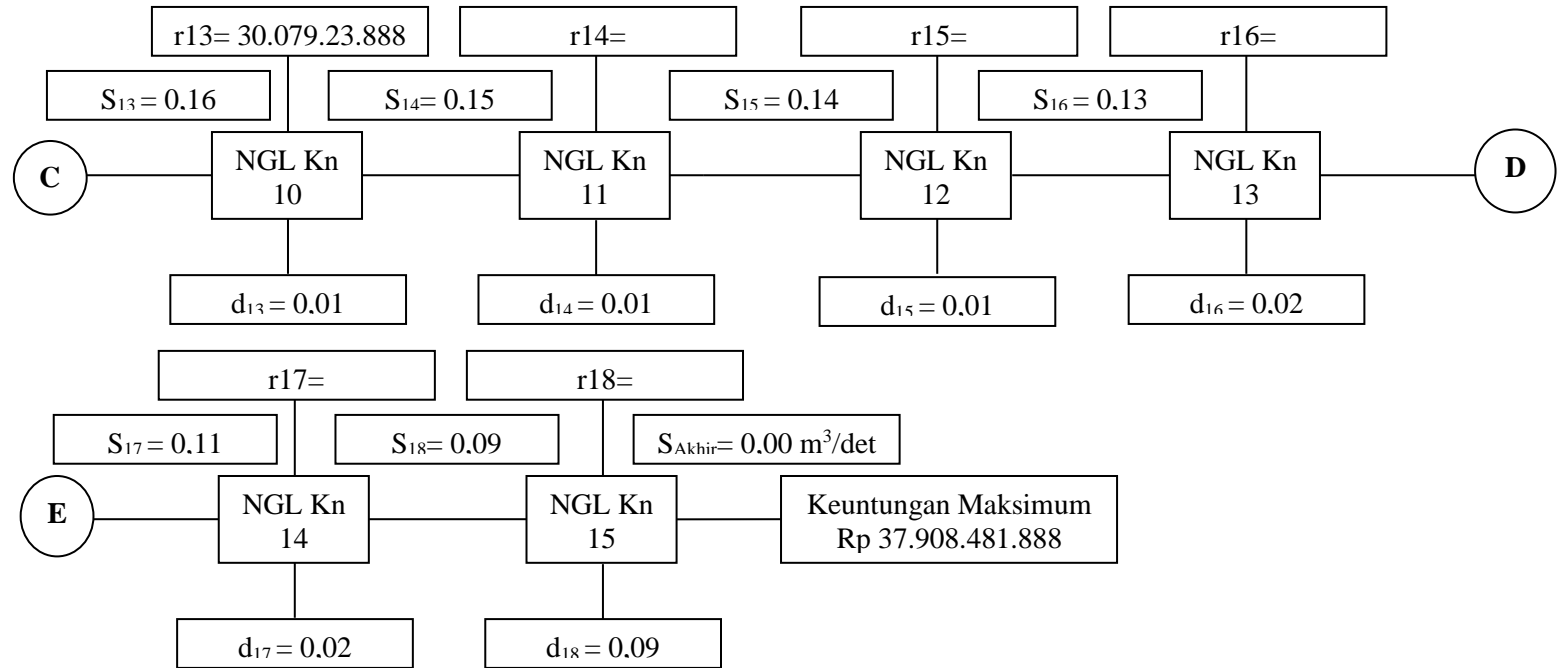 r13= 30.079.23.888
r14=
r15=
r16=
S₁₃ = 0,16
S₁₄= 0,15
S₁₅ = 0,14
S₁₆ = 0,13
C
NGL Kn
10
NGL Kn
11
NGL Kn
12
NGL Kn
13
D
d₁₃ = 0,01
d₁₄ = 0,01
d₁₅ = 0,01
d₁₆ = 0,02
r17=
r18=
S₁₇ = 0,11
S₁₈= 0,09
S_Akhir= 0,00 m³/det
E
NGL Kn
14
NGL Kn
15
Keuntungan Maksimum
Rp 37.908.481.888
d₁₇ = 0,02
d₁₈ = 0,09